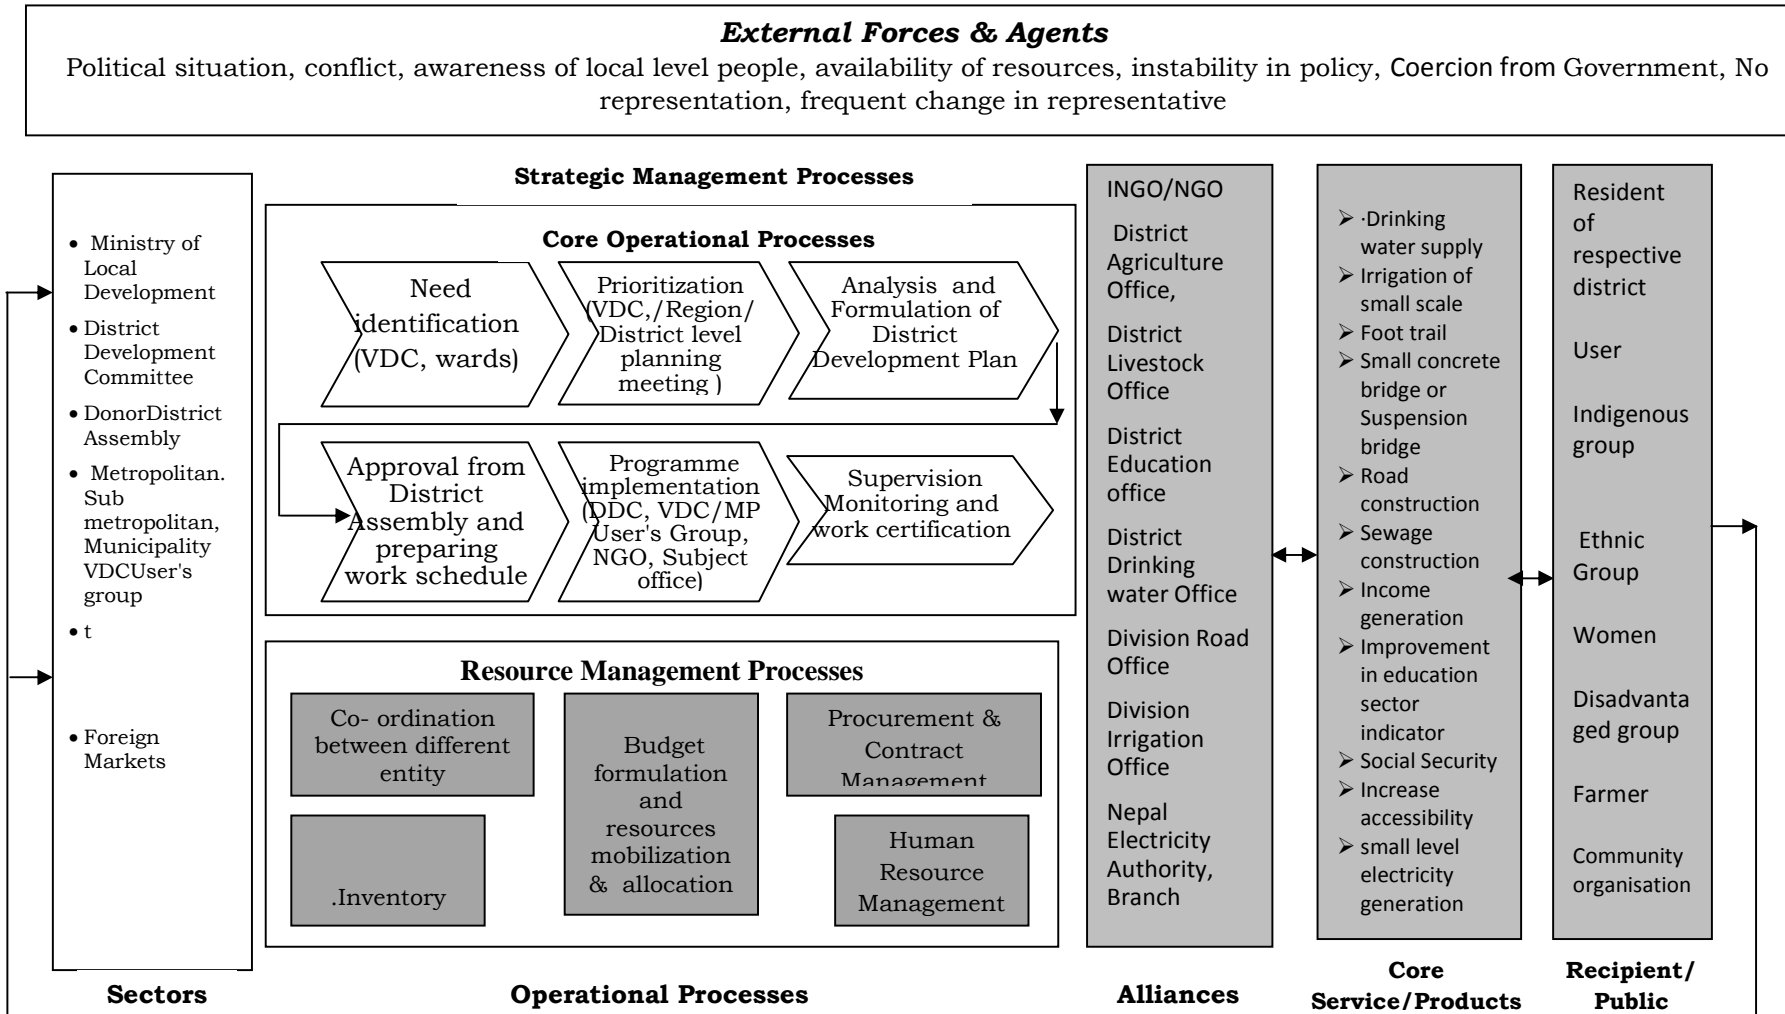 External Forces & Agents
Political situation, conflict, awareness of local level people, availability of resources, instability in policy, Coercion from Government, No
representation, frequent change in representative
• Ministry of
Local
Development
• District
Development
Committee
• DonorDistrict
Assembly
• Metropolitan.
Sub
metropolitan,
Municipality
VDCUser's
group
• t
• Foreign
Markets
Sectors
Strategic Management Processes
Core Operational Processes
Need
identification
(VDC, wards)
Prioritization
(VDC,/Region/
District level
planning
meeting )
Analysis and
Formulation of
District
Development Plan
Approval from
District
Assembly and
preparing
work schedule
Programme
implementation
(DDC, VDC/MP
User's Group,
NGO, Subject
office)
Supervision
Monitoring and
work certification
Resource Management Processes
Co- ordination
between different
entity
Budget
formulation
and
resources
mobilization
& allocation
Procurement &
Contract
Management
.Inventory
Human
Resource
Management
Operational Processes
INGO/NGO
District
Agriculture
Office,
District
Livestock
Office
District
Education
office
District
Drinking
water Office
Division Road
Office
Division
Irrigation
Office
Nepal
Electricity
Authority,
Branch
Alliances
➢ ·Drinking
water supply
➢ Irrigation of
small scale
➢ Foot trail
➢ Small concrete
bridge or
Suspension
bridge
➢ Road
construction
➢ Sewage
construction
➢ Income
generation
➢ Improvement
in education
sector
indicator
➢ Social Security
➢ Increase
accessibility
➢ small level
electricity
generation
Core
Service/Products
Resident
of
respective
district
User
Indigenous
group
Ethnic
Group
Women
Disadvanta
ged group
Farmer
Community
organisation
Recipient/
Public